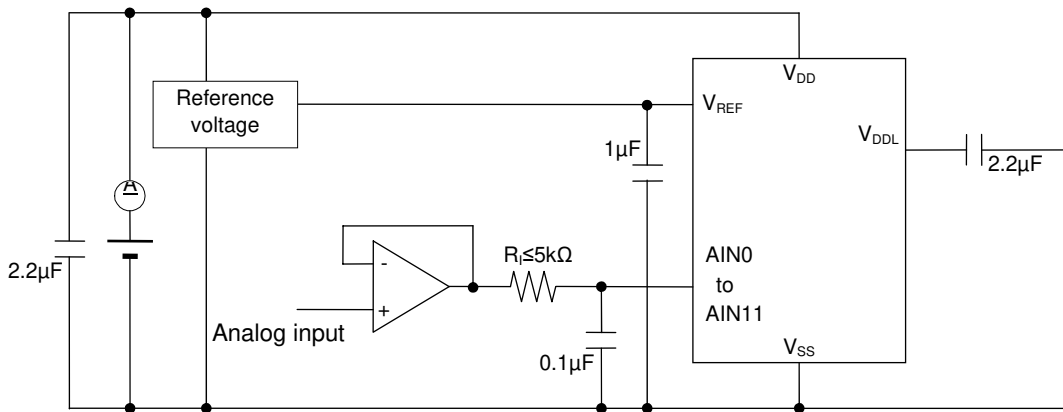 Reference
voltage
V_DD
V_REF
V_DDL
1µF
2.2µF
A
2.2µF
-
+
R_I≤5kΩ
AIN0
to
AIN11
Analog input
0.1µF
V_SS